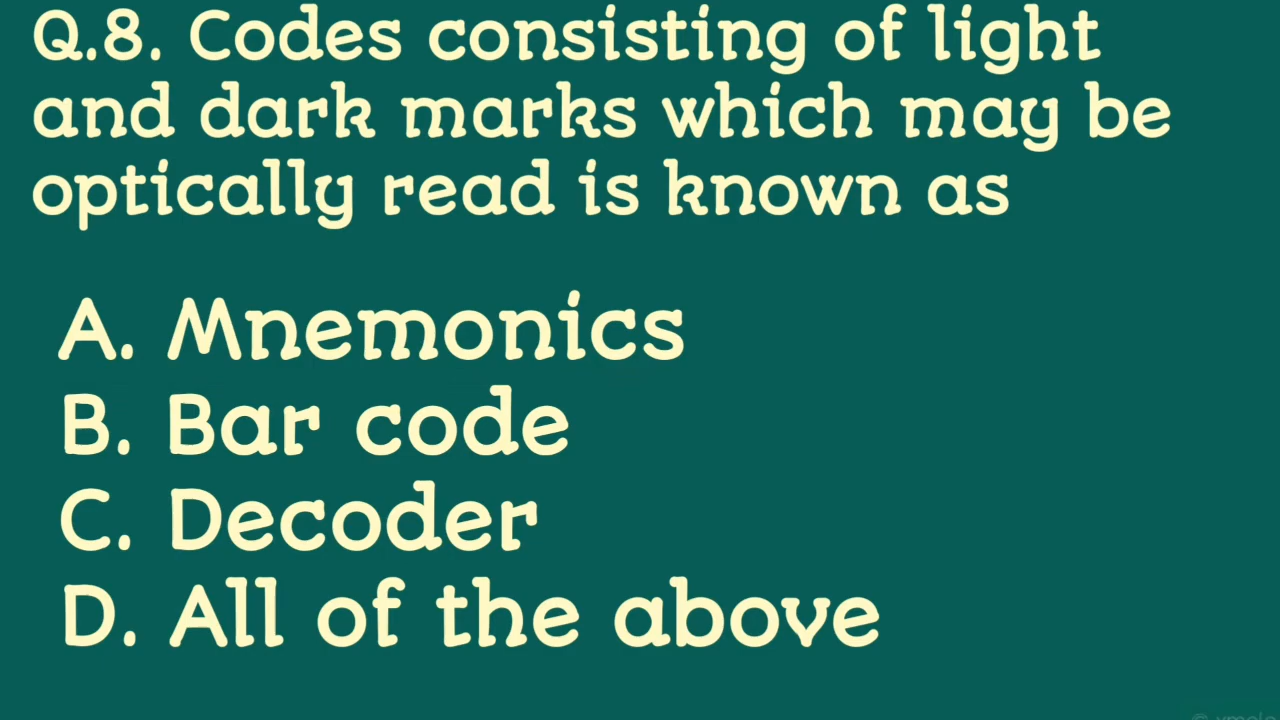 Q.8. Codes consisting of light
and dark marks which may be
optically read is known as
A. Mnemonics
B. Bar code
C. Decoder
D. All of the above